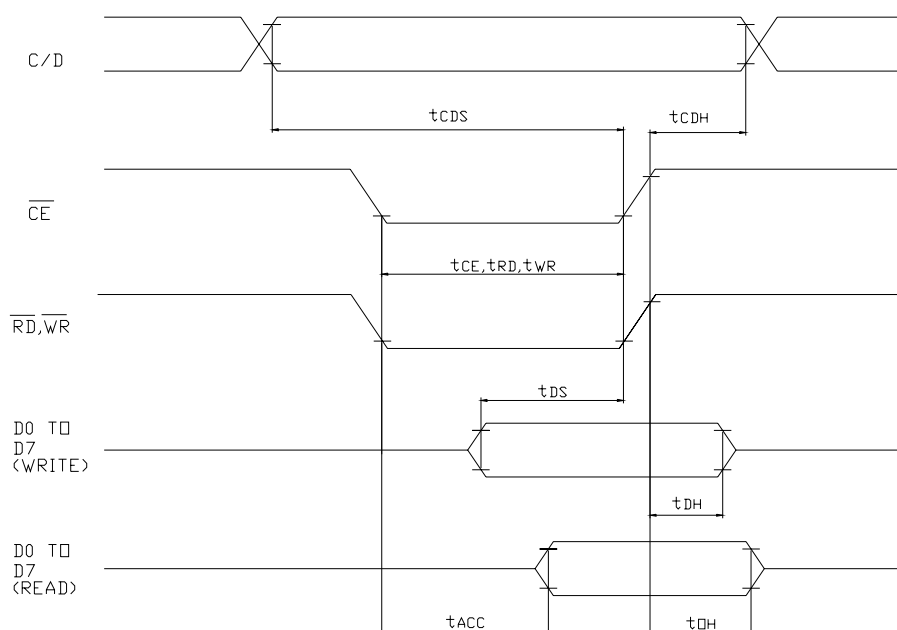 C/D
tCDS
tCDH
CE
tCE,tRD,tWR
RD,WR
tDS
D0 TO
D7
(WRITE)
tDH
D0 TO
D7
(READ)
tACC
tOH